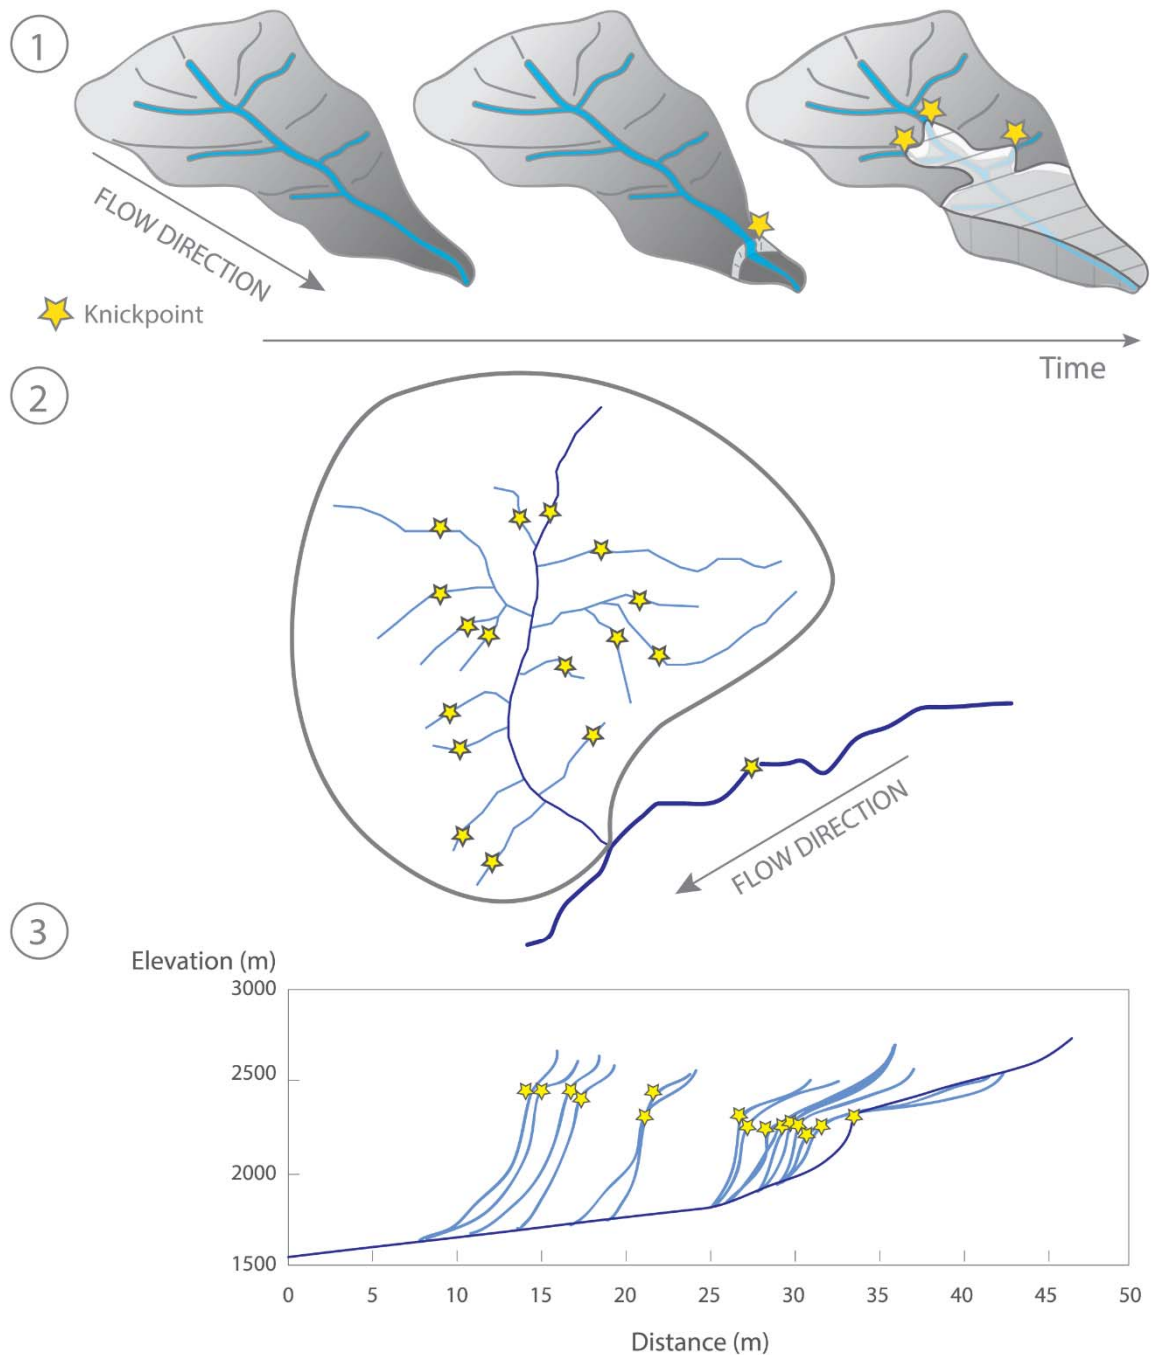 1
FLOW DIRECTION
Knickpoint
Time
2
FLOW DIRECTION
3
Elevation (m)
3000
2500
2000
1500
0 5 10 15 20 25 30 35 40 45 50
Distance (m)